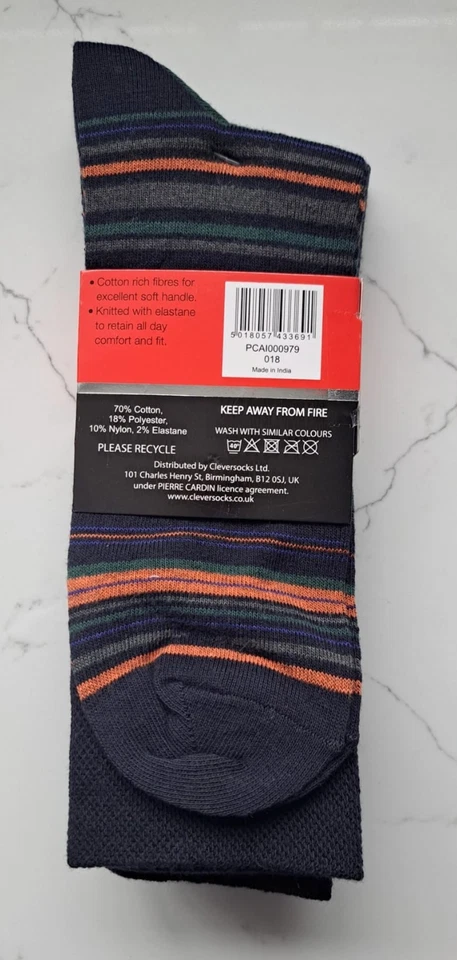 • Cotton rich fibres for
excellent soft handle.
• Knitted with elastane
to retain all day
comfort and fit.
5018057433691
PCAI000979
018
Made in India
70% Cotton,
18% Polyester,
10% Nylon, 2% Elastane
PLEASE RECYCLE
KEEP AWAY FROM FIRE
WASH WITH SIMILAR COLOURS
40°
Distributed by Cleversocks Ltd.
101 Charles Henry St, Birmingham, B12 0SJ, UK
under PIERRE CARDIN licence agreement.
www.cleversocks.co.uk